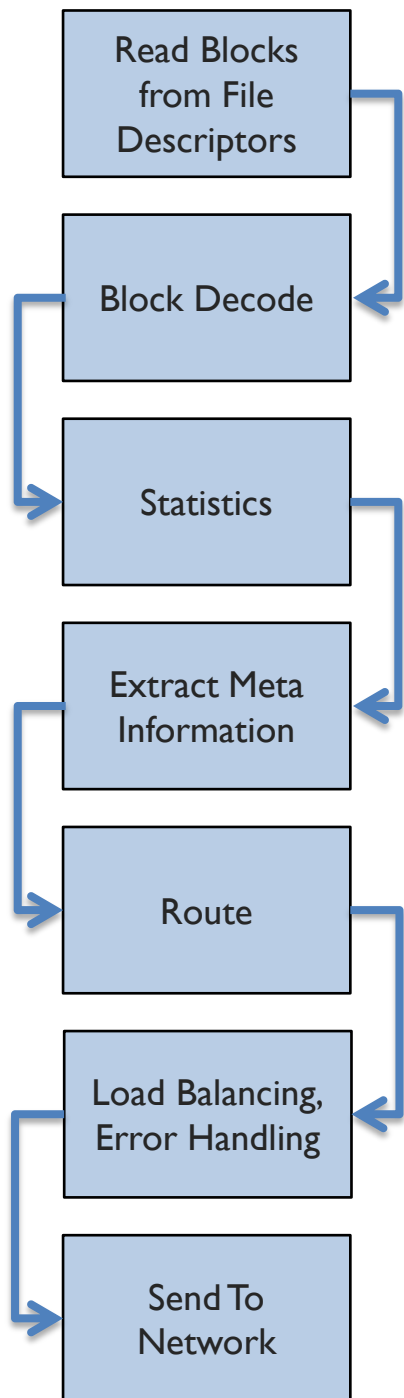 Read Blocks
from File
Descriptors
Block Decode
Statistics
Extract Meta
Information
Route
Load Balancing,
Error Handling
Send To
Network